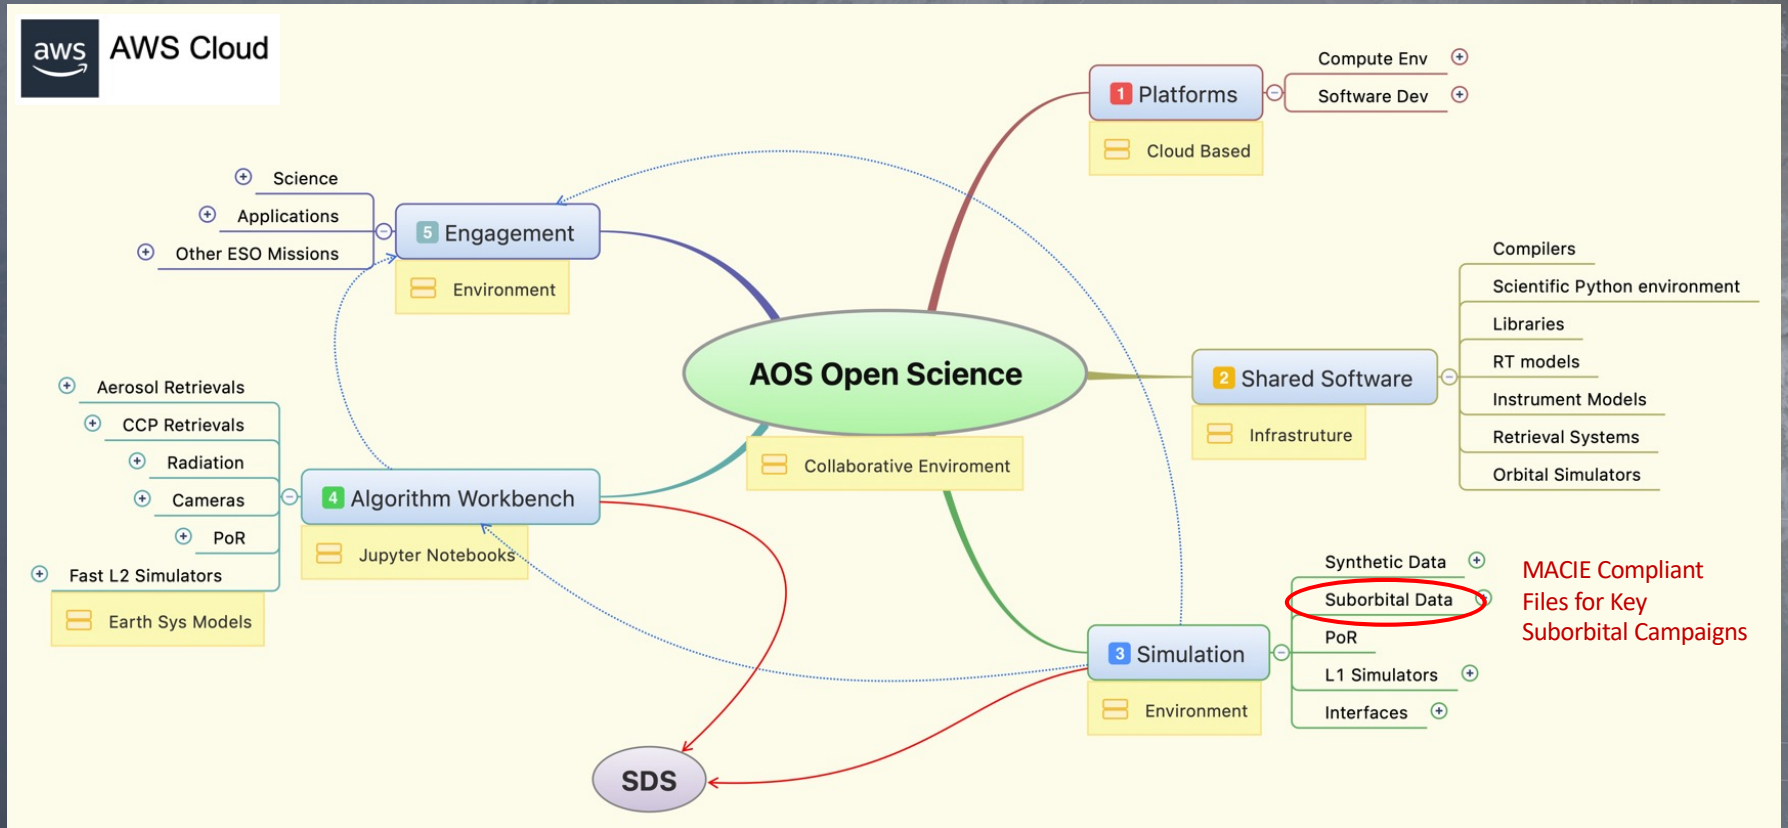 aws
AWS Cloud
1 Platforms
Cloud Based
Compute Env
Software Dev
Science
Applications
Other ESO Missions
5 Engagement
Environment
AOS Open Science
Collaborative Enviroment
2 Shared Software
Infrastruture
Compilers
Scientific Python environment
Libraries
RT models
Instrument Models
Retrieval Systems
Orbital Simulators
Aerosol Retrievals
CCP Retrievals
Radiation
Cameras
PoR
Fast L2 Simulators
Earth Sys Models
4 Algorithm Workbench
Jupyter Notebooks
3 Simulation
Environment
Synthetic Data
Suborbital Data
PoR
L1 Simulators
Interfaces
MACIE Compliant
Files for Key
Suborbital Campaigns
SDS